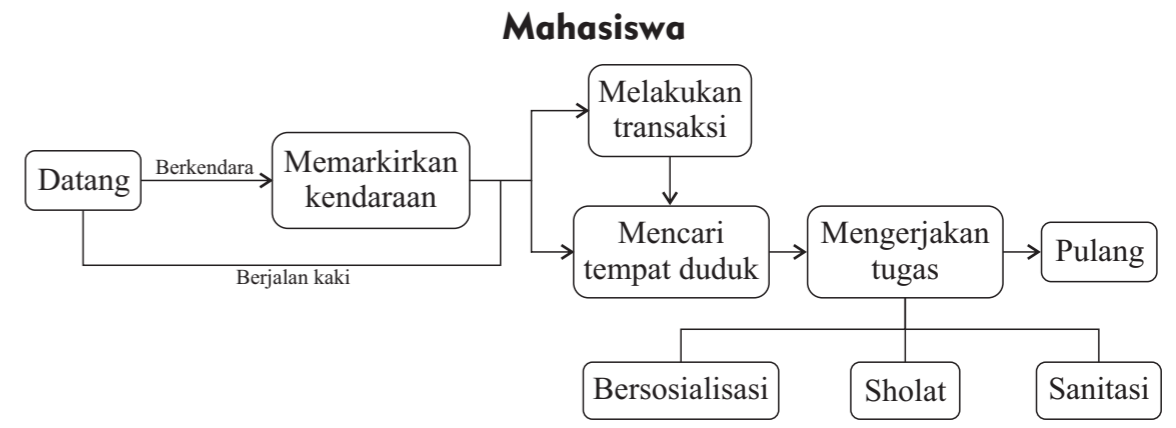 Mahasiswa
Datang
Berkendara
Memarkirkan
kendaraan
Berjalan kaki
Melakukan
transaksi
Mencari
tempat duduk
Mengerjakan
tugas
Pulang
Bersosialisasi
Sholat
Sanitasi